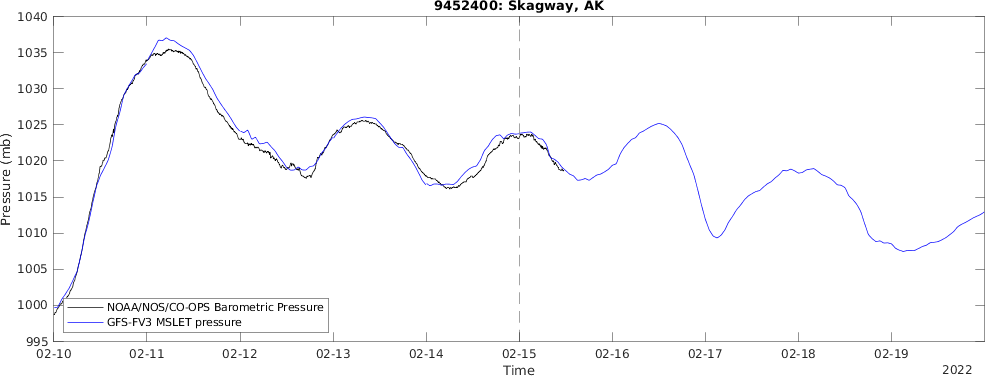 9452400: Skagway, AK
1040
1035
1030
1025
1020
1015
1010
1005
1000
995
Pressure (mb)
NOAA/NOS/CO-OPS Barometric Pressure
GFS-FV3 MSLET pressure
02-10 02-11 02-12 02-13 02-14 02-15 02-16 02-17 02-18 02-19
Time
2022